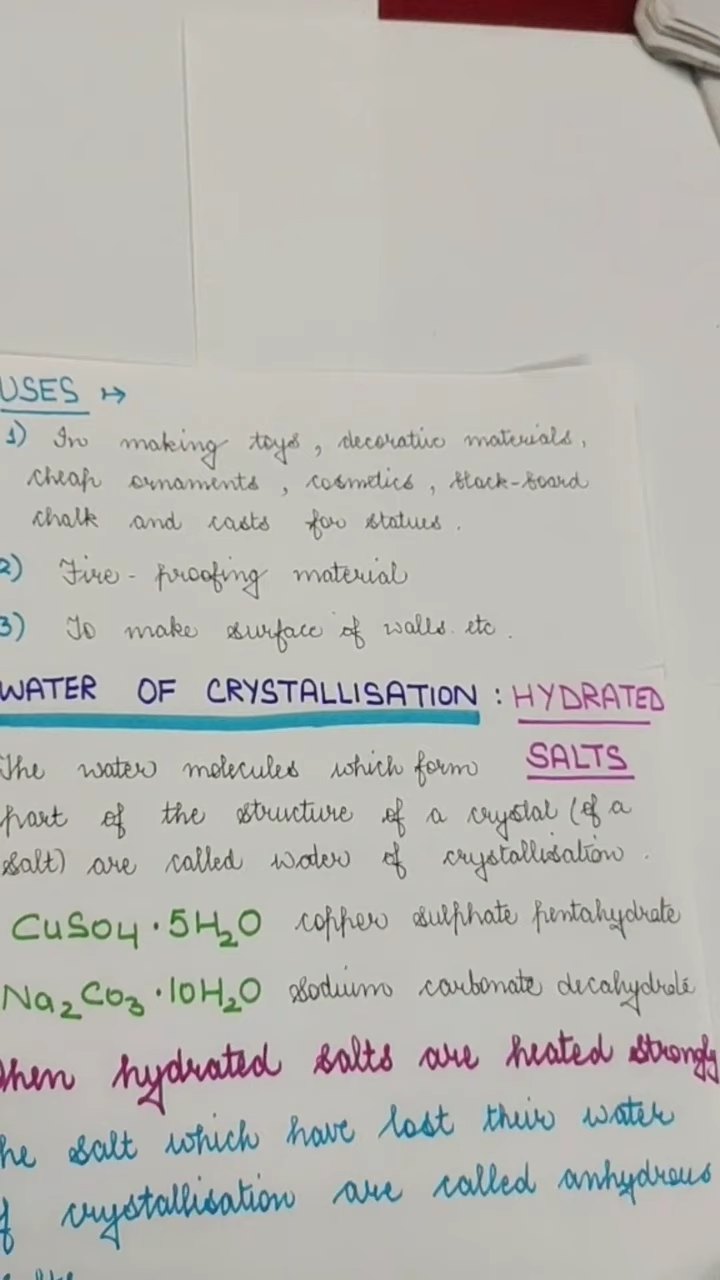 USES ↦
1) In making toys, decorative materials,
cheap ornaments, cosmetics, black-board
chalk and casts for statues.
2) Fire-proofing material
3) To make surface of walls etc.
WATER OF CRYSTALLISATION : HYDRATED
SALTS
The water molecules which form
part of the structure of a crystal (of a
salt) are called water of crystallisation.
CuSO4·5H2O copper sulphate pentahydrate
Na2CO3·10H2O sodium carbonate decahydrate
hen hydrated salts are heated strongly
he salt which have lost their water
f crystallisation are called anhydrous